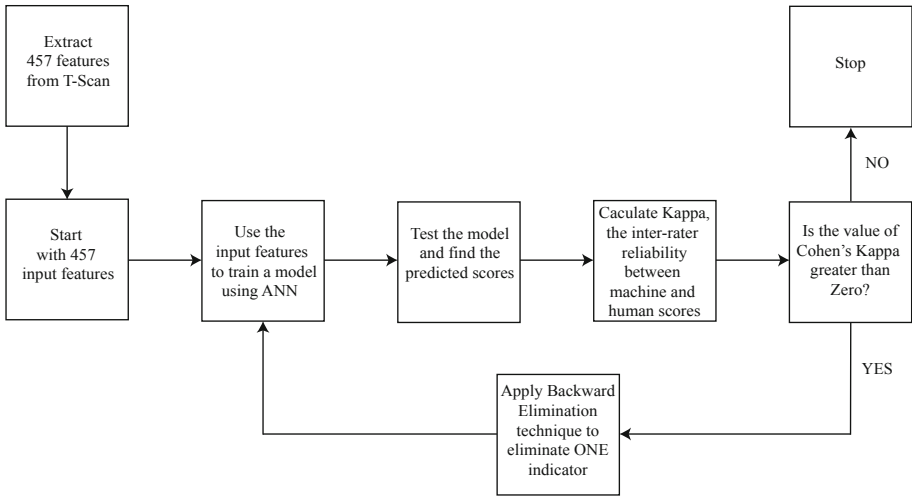 Extract
457 features
from T-Scan
Stop
NO
Start
with 457
input features
Use the
input features
to train a model
using ANN
Test the model
and find the
predicted scores
Caculate Kappa,
the inter-rater
reliability
between
machine and
human scores
Is the value of
Cohen's Kappa
greater than
Zero?
YES
Apply Backward
Elimination
technique to
eliminate ONE
indicator